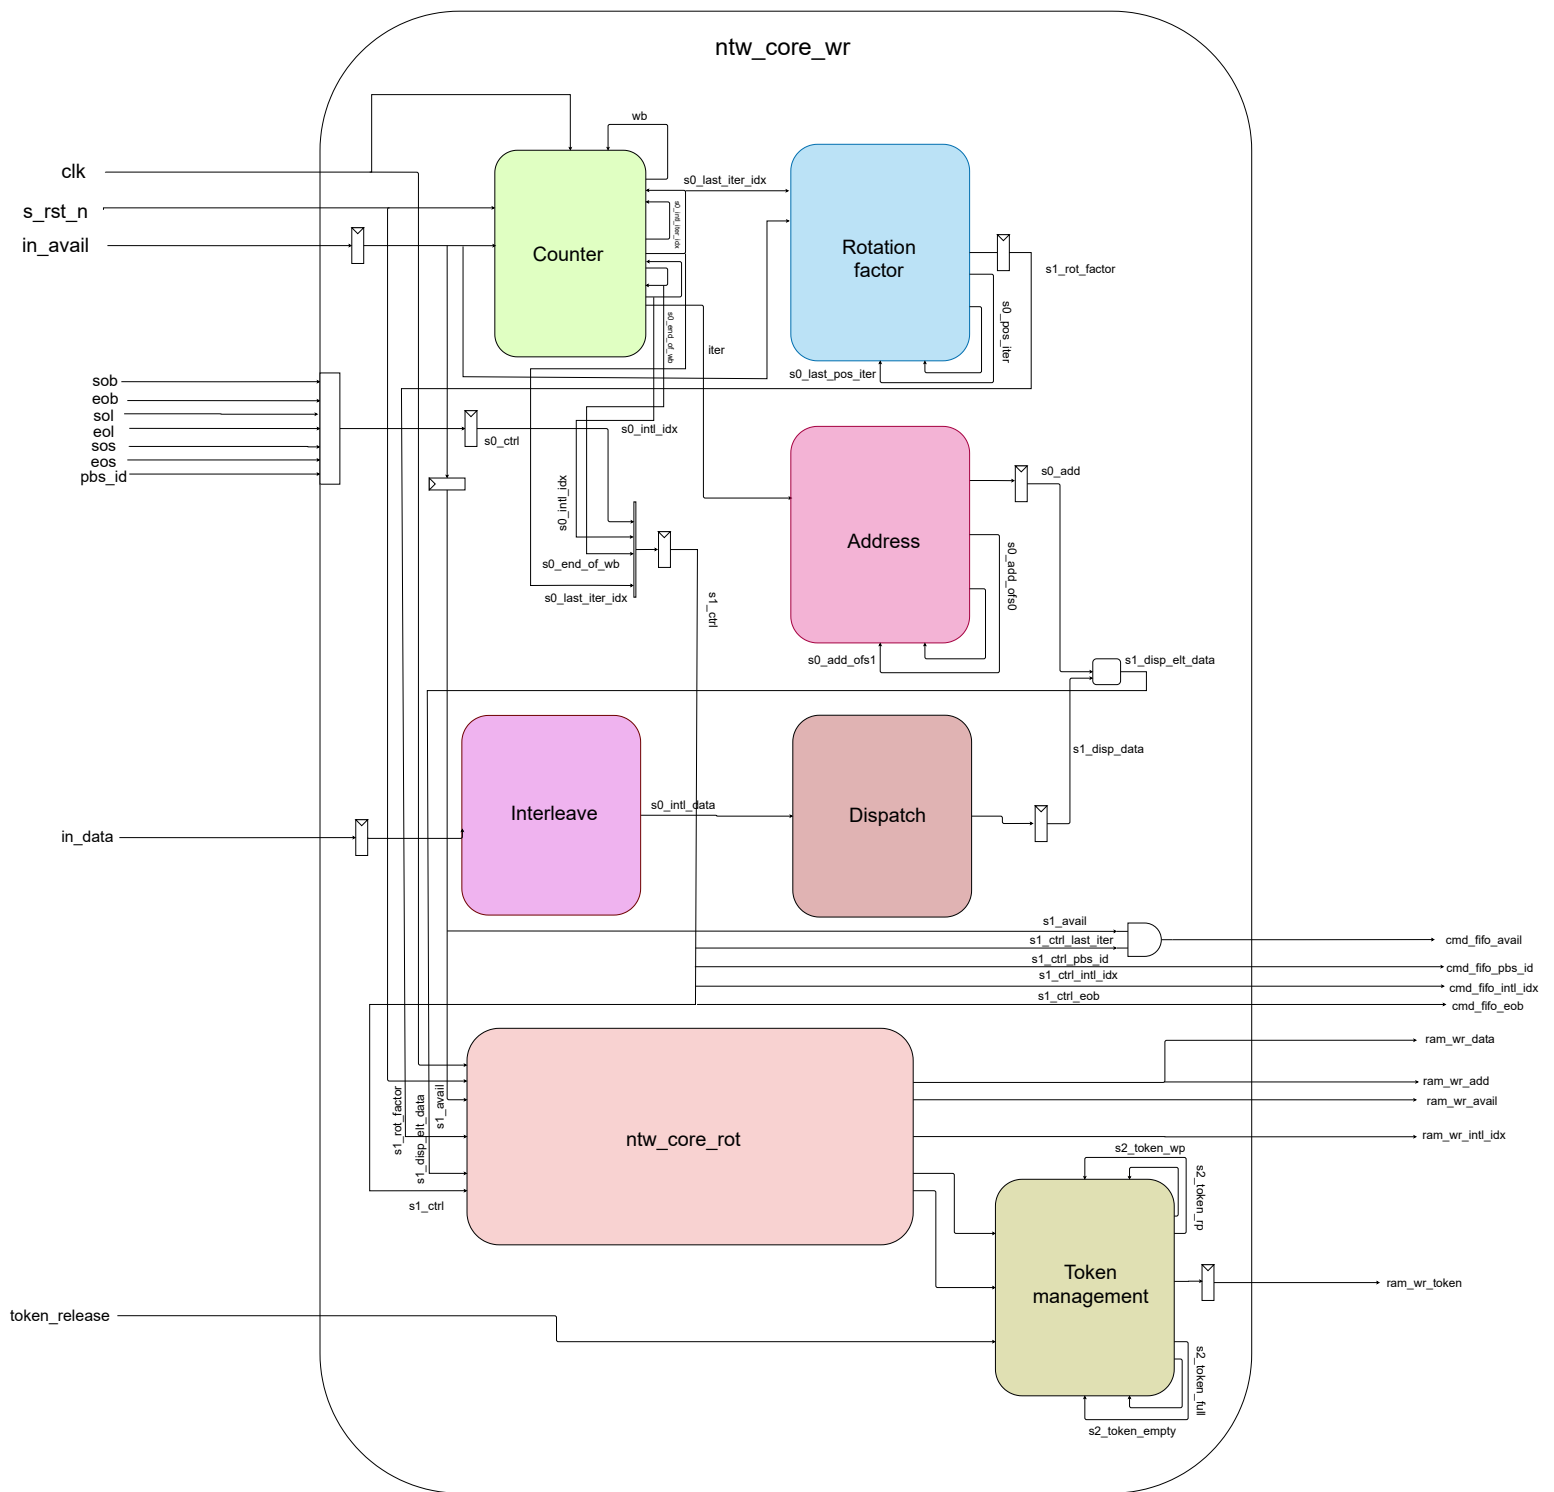 ntw_core_wr
wb
clk
s_rst_n
in_avail
s0_last_iter_idx
s0_intl_iter_idx
Counter
Rotation
factor
s1_rot_factor
s0_pos_iter
s0_end_of_wb
iter
s0_last_pos_iter
sob
eob
sol
eol
sos
eos
pbs_id
s0_ctrl
s0_intl_idx
s0_intl_idx
s0_end_of_wb
s0_last_iter_idx
s1_ctrl
s0_add
Address
s0_add_ofs0
s0_add_ofs1
s1_disp_elt_data
s1_disp_data
Interleave
s0_intl_data
Dispatch
in_data
s1_avail
s1_ctrl_last_iter
s1_ctrl_pbs_id
s1_ctrl_intl_idx
s1_ctrl_eob
cmd_fifo_avail
cmd_fifo_pbs_id
cmd_fifo_intl_idx
cmd_fifo_eob
ram_wr_data
ram_wr_add
ram_wr_avail
ram_wr_intl_idx
s1_rot_factor
s1_disp_elt_data
s1_avail
s1_ctrl
ntw_core_rot
s2_token_wp
s2_token_rp
Token
management
ram_wr_token
token_release
s2_token_full
s2_token_empty